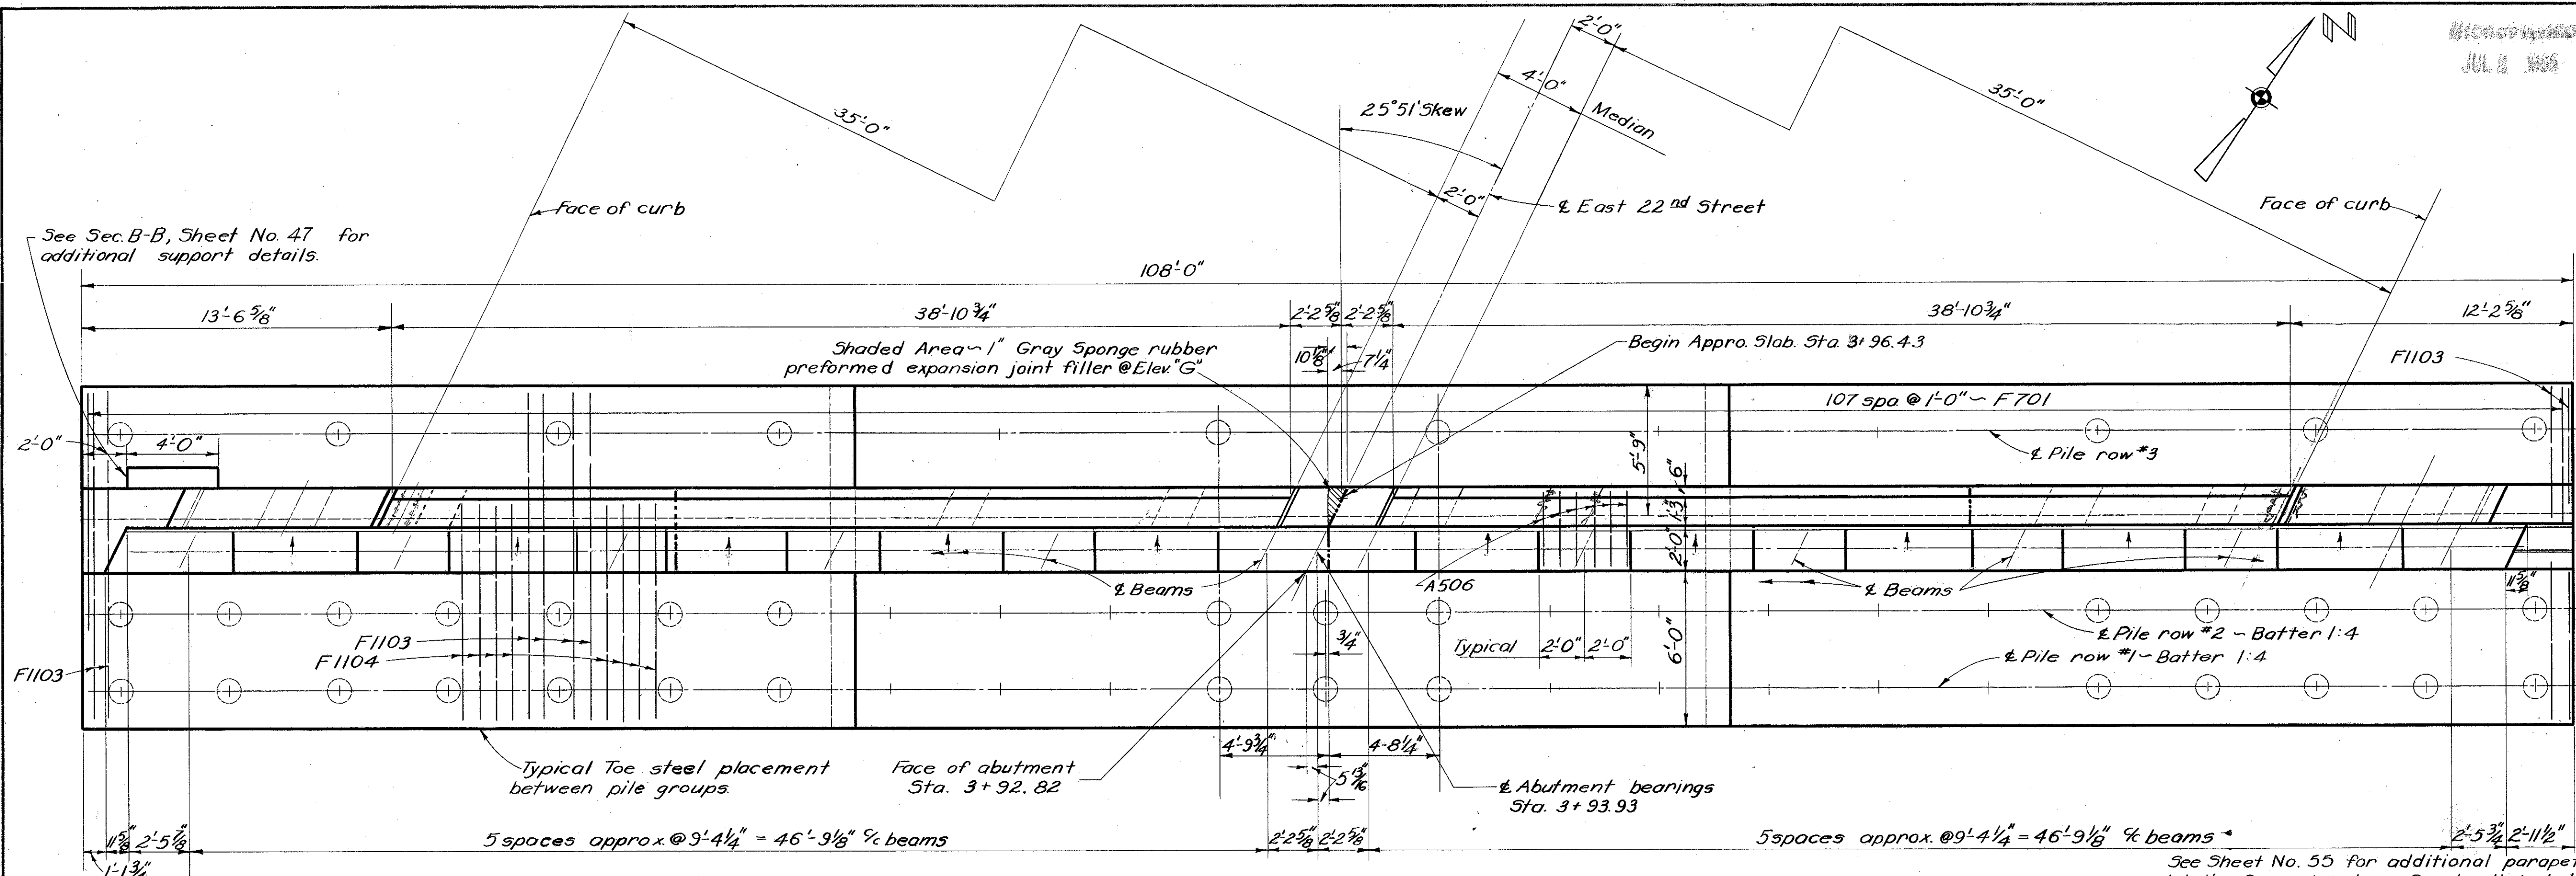 2'-0"
N
JUL
4'-0"
35'-0"
35'-0"
25°51' Skew
Median
2'-0"
Face of curb
℄ East 22nd Street
Face of curb
See Sec. B-B, Sheet No. 47 for
additional support details.
108'-0"
13'-6 5/8"
38'-10 3/4"
2'-2 5/8"
2'-2 5/8"
38'-10 3/4"
12'-2 5/8"
Shaded Area ~ 1" Gray Sponge rubber
preformed expansion joint filler @ Elev. "G"
10 1/8"
7 1/4"
Begin Appro. Slab. Sta. 3+96.43
F1103
107 spa. @ 1'-0" ~ F701
2'-0"
4'-0"
5'-9"
℄ Pile row #3
6"
1'-3"
2'-0"
℄ Beams
A506
℄ Beams
11 5/8"
F1103
F1104
3/4"
Typical
2'-0"
2'-0"
6'-0"
℄ Pile row #2 ~ Batter 1:4
℄ Pile row #1 ~ Batter 1:4
F1103
4'-9 3/4"
4'-8 1/4"
Typical Toe steel placement
between pile groups.
Face of abutment
Sta. 3+92.82
5 13/16"
℄ Abutment bearings
Sta. 3+93.93
11 5/8"
2'-5 7/8"
5 spaces approx. @ 9'-4 1/4" = 46'-9 1/8" c/c beams
2'-2 5/8"
2'-2 5/8"
5 spaces approx. @ 9'-4 1/4" = 46'-9 1/8" c/c beams
2'-5 3/4"
2'-11 1/2"
1'-1 3/4"
See Sheet No. 55 for additional parapet